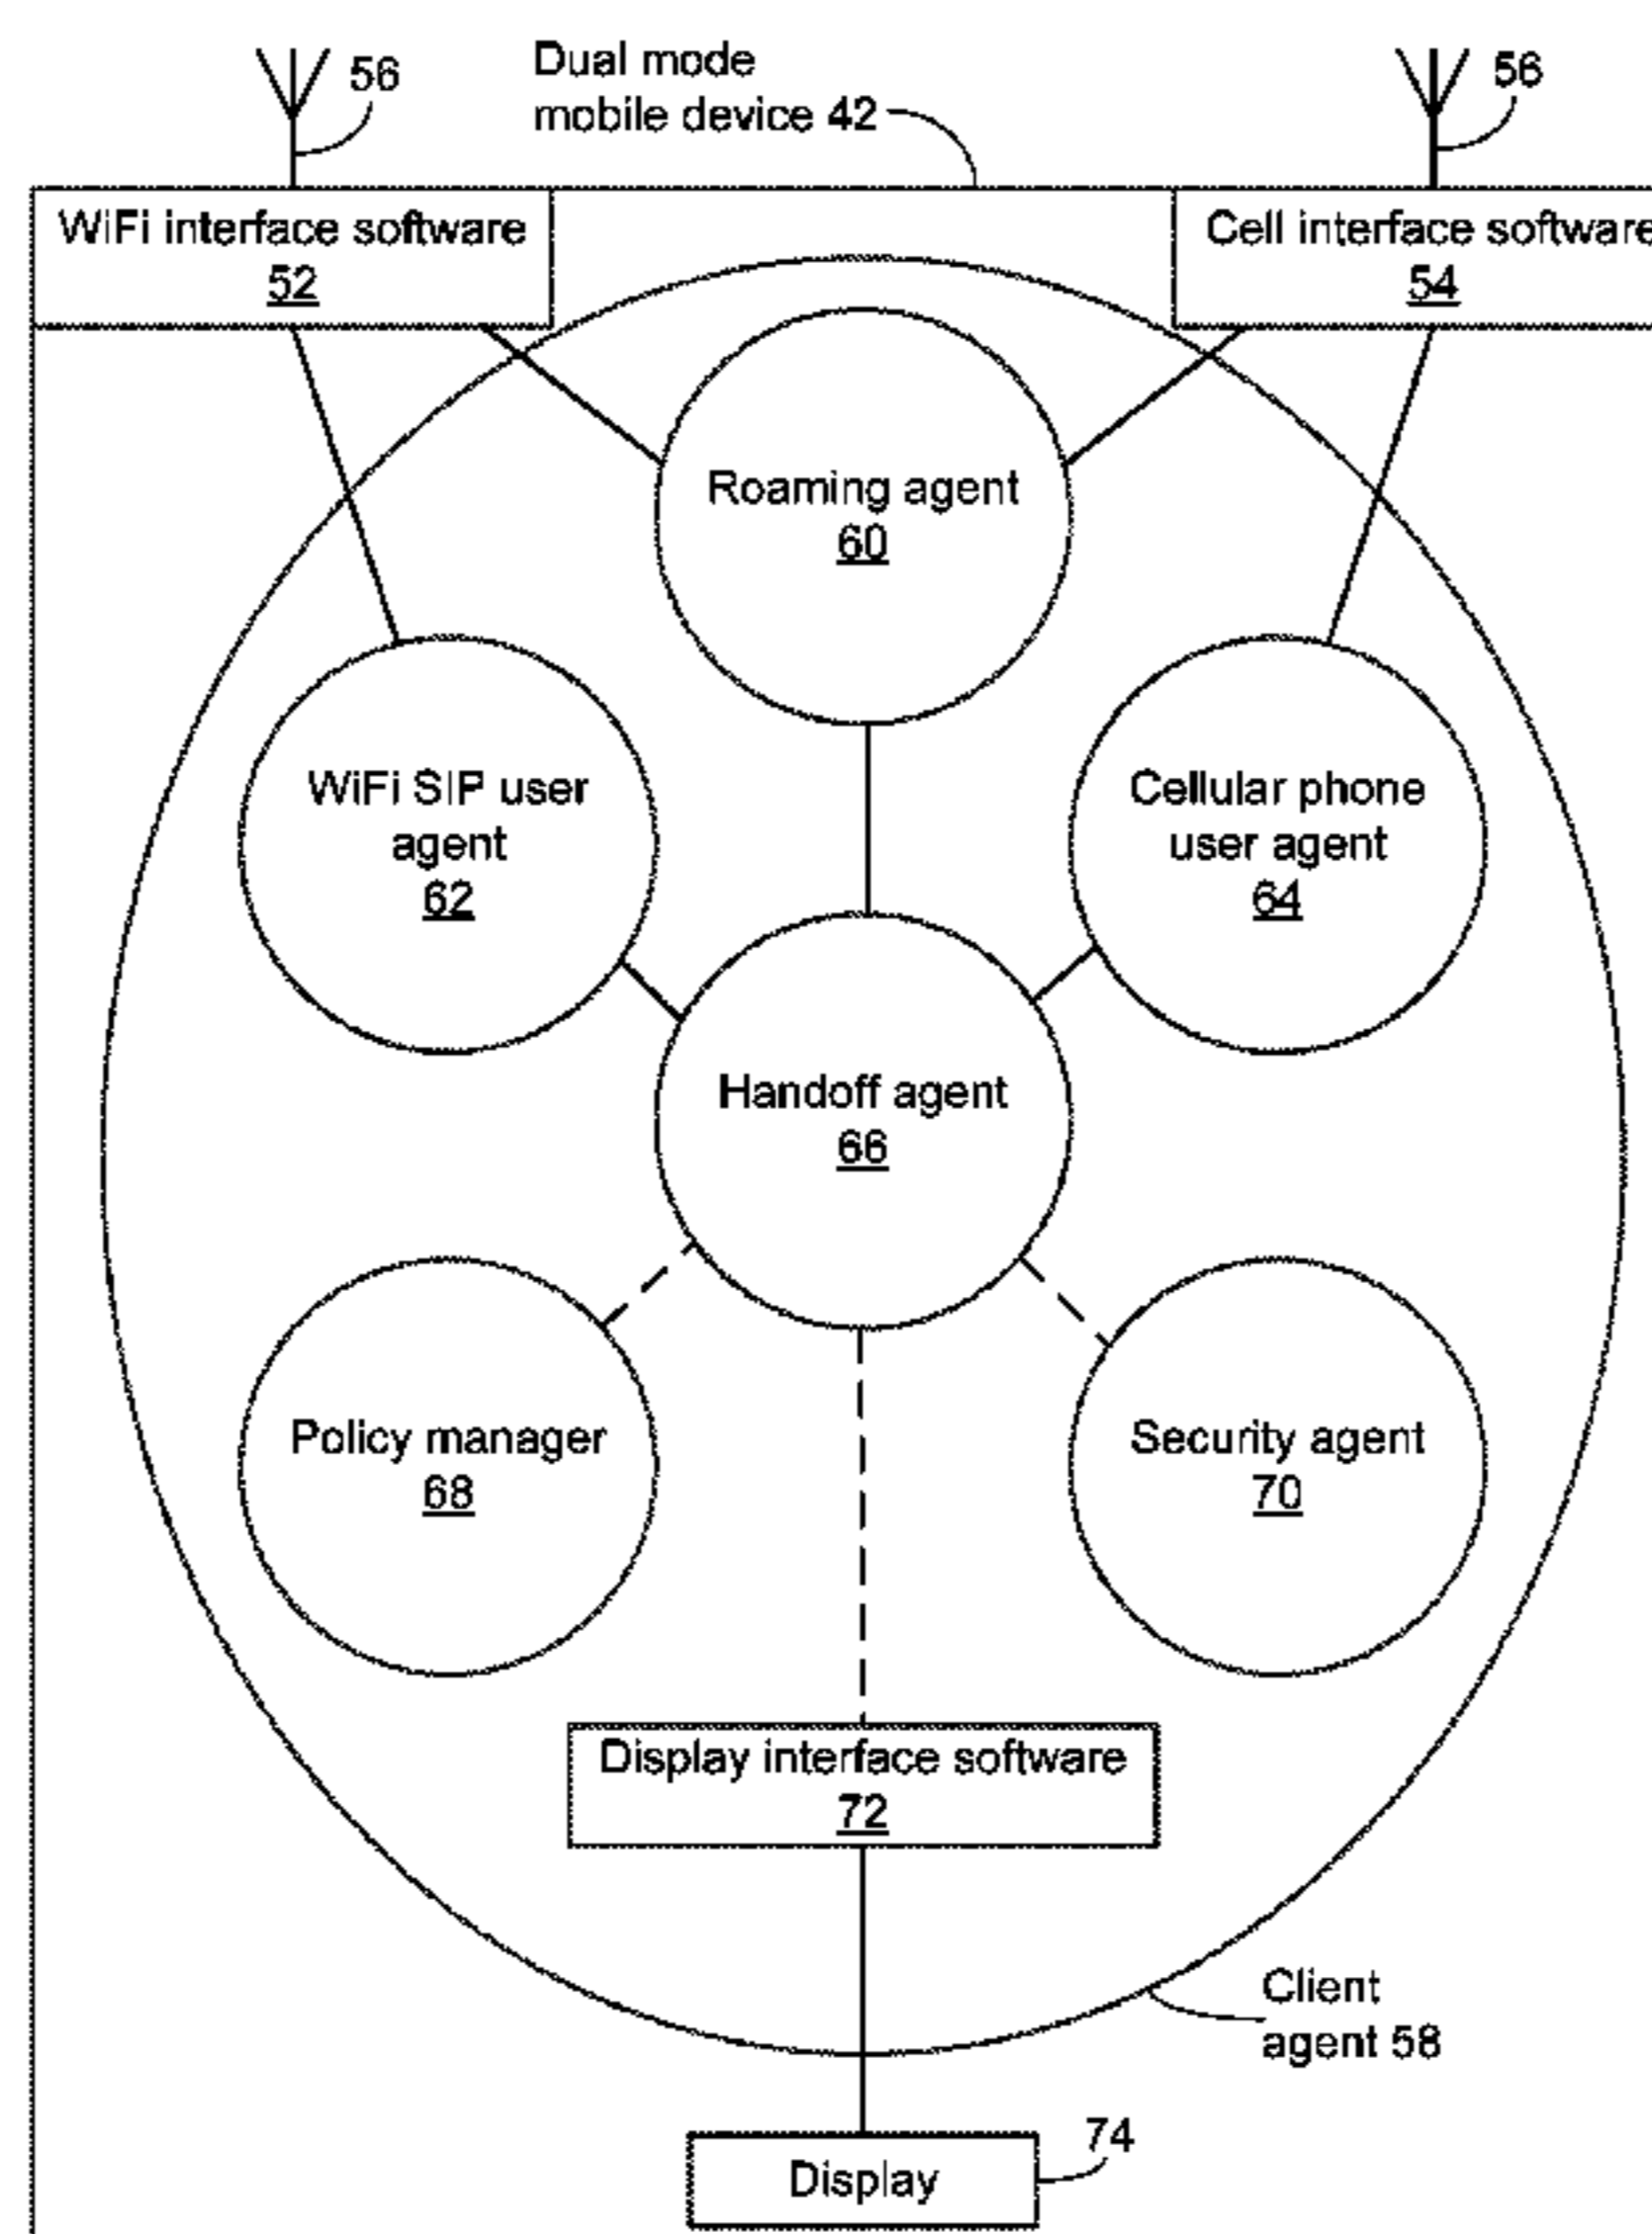 56
Dual mode
mobile device 42
56
WiFi interface software
52
Cell interface software
54
Roaming agent
60
WiFi SIP user
agent
62
Cellular phone
user agent
64
Handoff agent
66
Policy manager
68
Security agent
70
Display interface software
72
Client
agent 58
74
Display